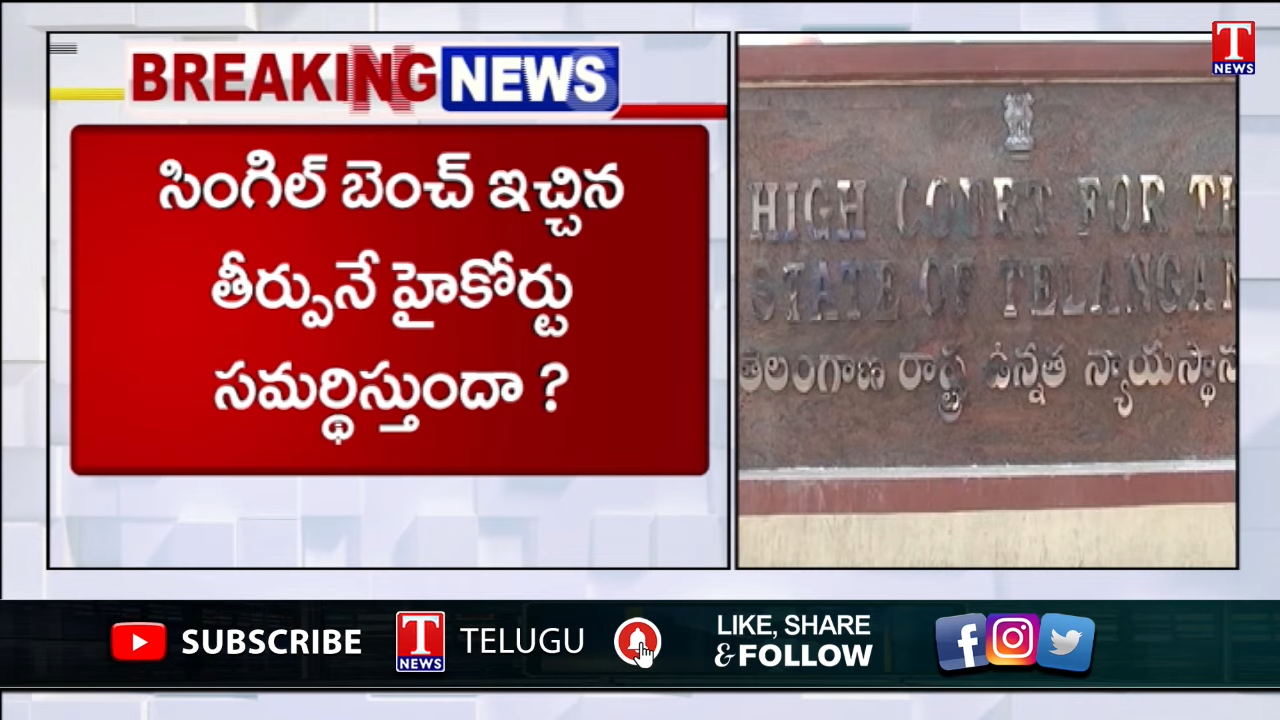 BREAKING NEWS
సింగిల్ బెంచ్ ఇచ్చిన
తీర్పునే హైకోర్టు
సమర్థిస్తుందా ?
T NEWS
HIGH COURT FOR TH
STATE OF TELANGAN
తెలంగాణ రాష్ట్ర ఉన్నత న్యాయస్థాన
SUBSCRIBE
T NEWS
TELUGU
LIKE, SHARE
& FOLLOW